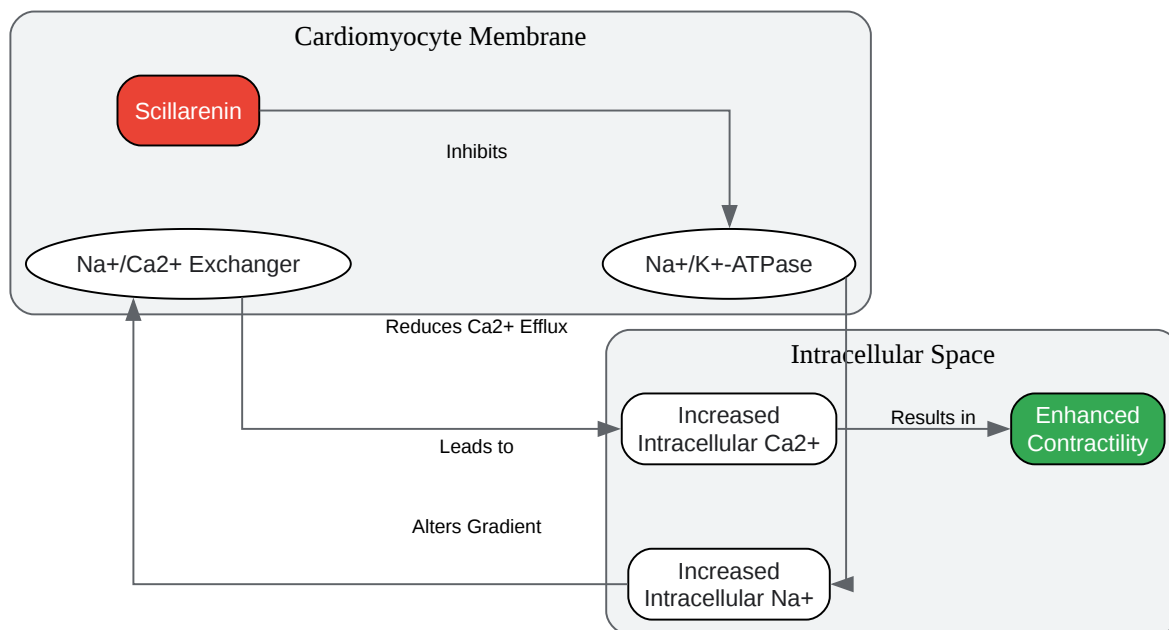 Cardiomyocyte Membrane
Scillarenin
Inhibits
Na+/Ca2+ Exchanger
Na+/K+-ATPase
Reduces Ca2+ Efflux
Intracellular Space
Increased
Intracellular Ca2+
Results in
Enhanced
Contractility
Leads to
Alters Gradient
Increased
Intracellular Na+